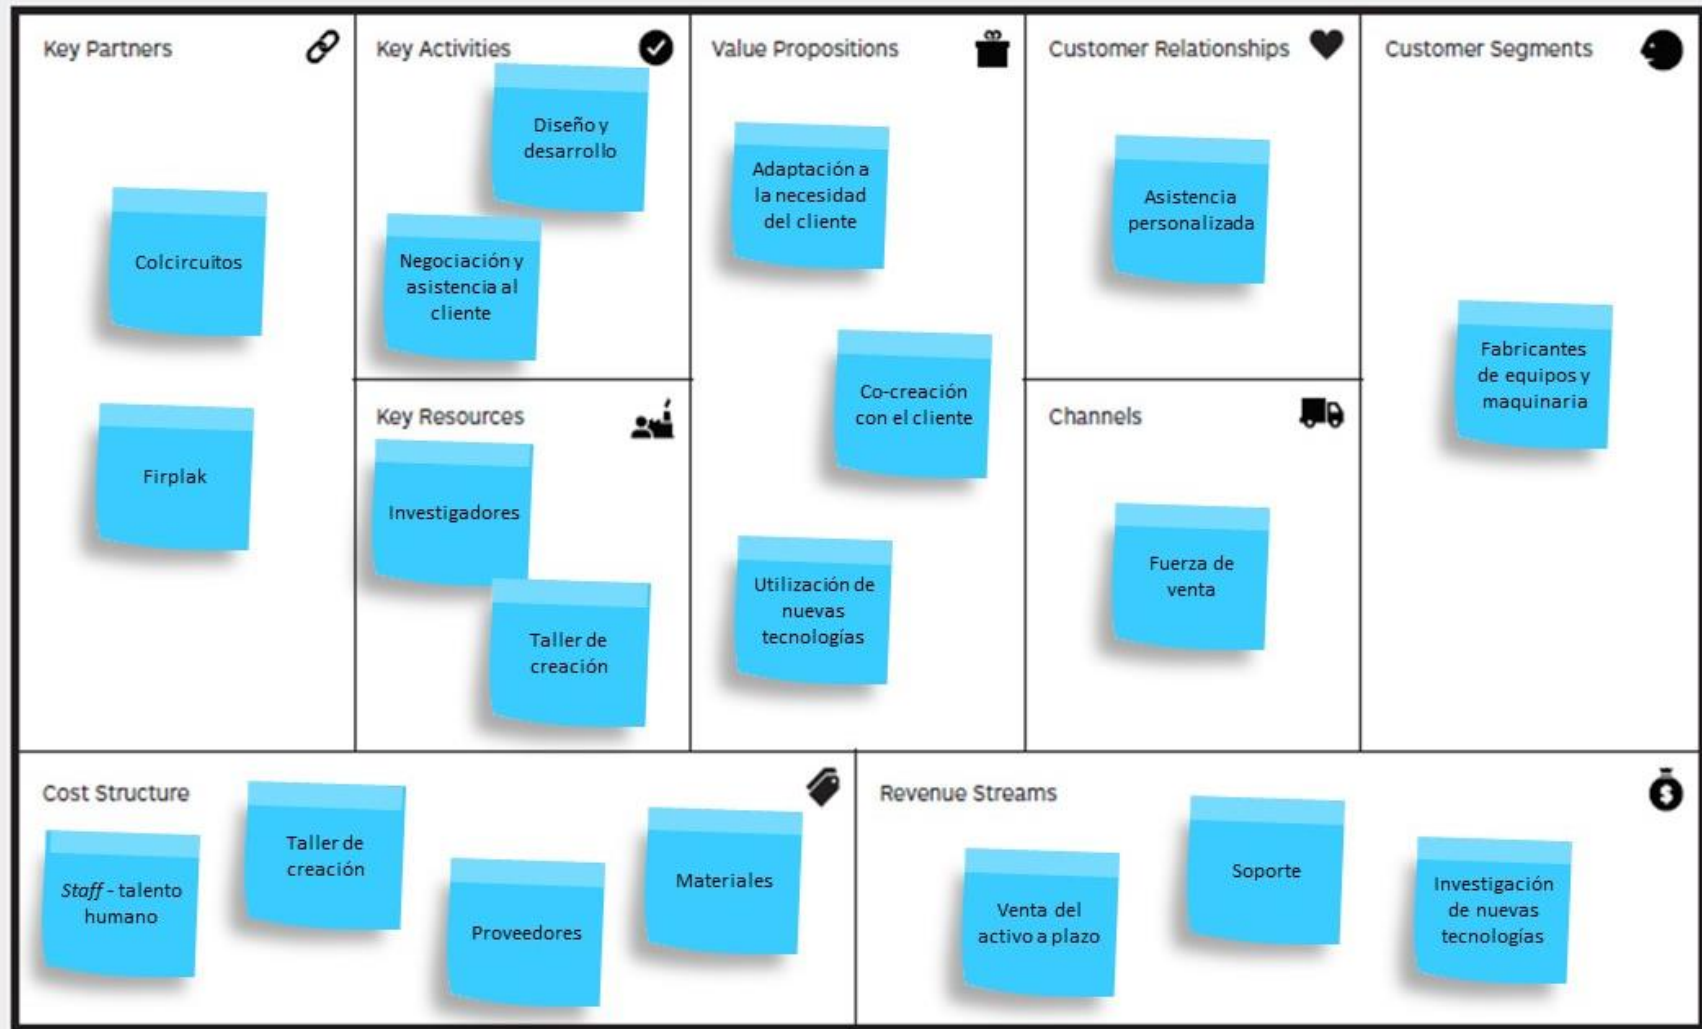 Key Partners
Colcircuitos
Firplak
Key Activities
Diseño y
desarrollo
Negociación y
asistencia al
cliente
Key Resources
Investigadores
Taller de
creación
Value Propositions
Adaptación a
la necesidad
del cliente
Co-creación
con el cliente
Utilización de
nuevas
tecnologías
Customer Relationships
Asistencia
personalizada
Channels
Fuerza de
venta
Customer Segments
Fabricantes
de equipos y
maquinaria
Cost Structure
Staff - talento
humano
Taller de
creación
Proveedores
Materiales
Revenue Streams
Venta del
activo a plazo
Soporte
Investigación
de nuevas
tecnologías